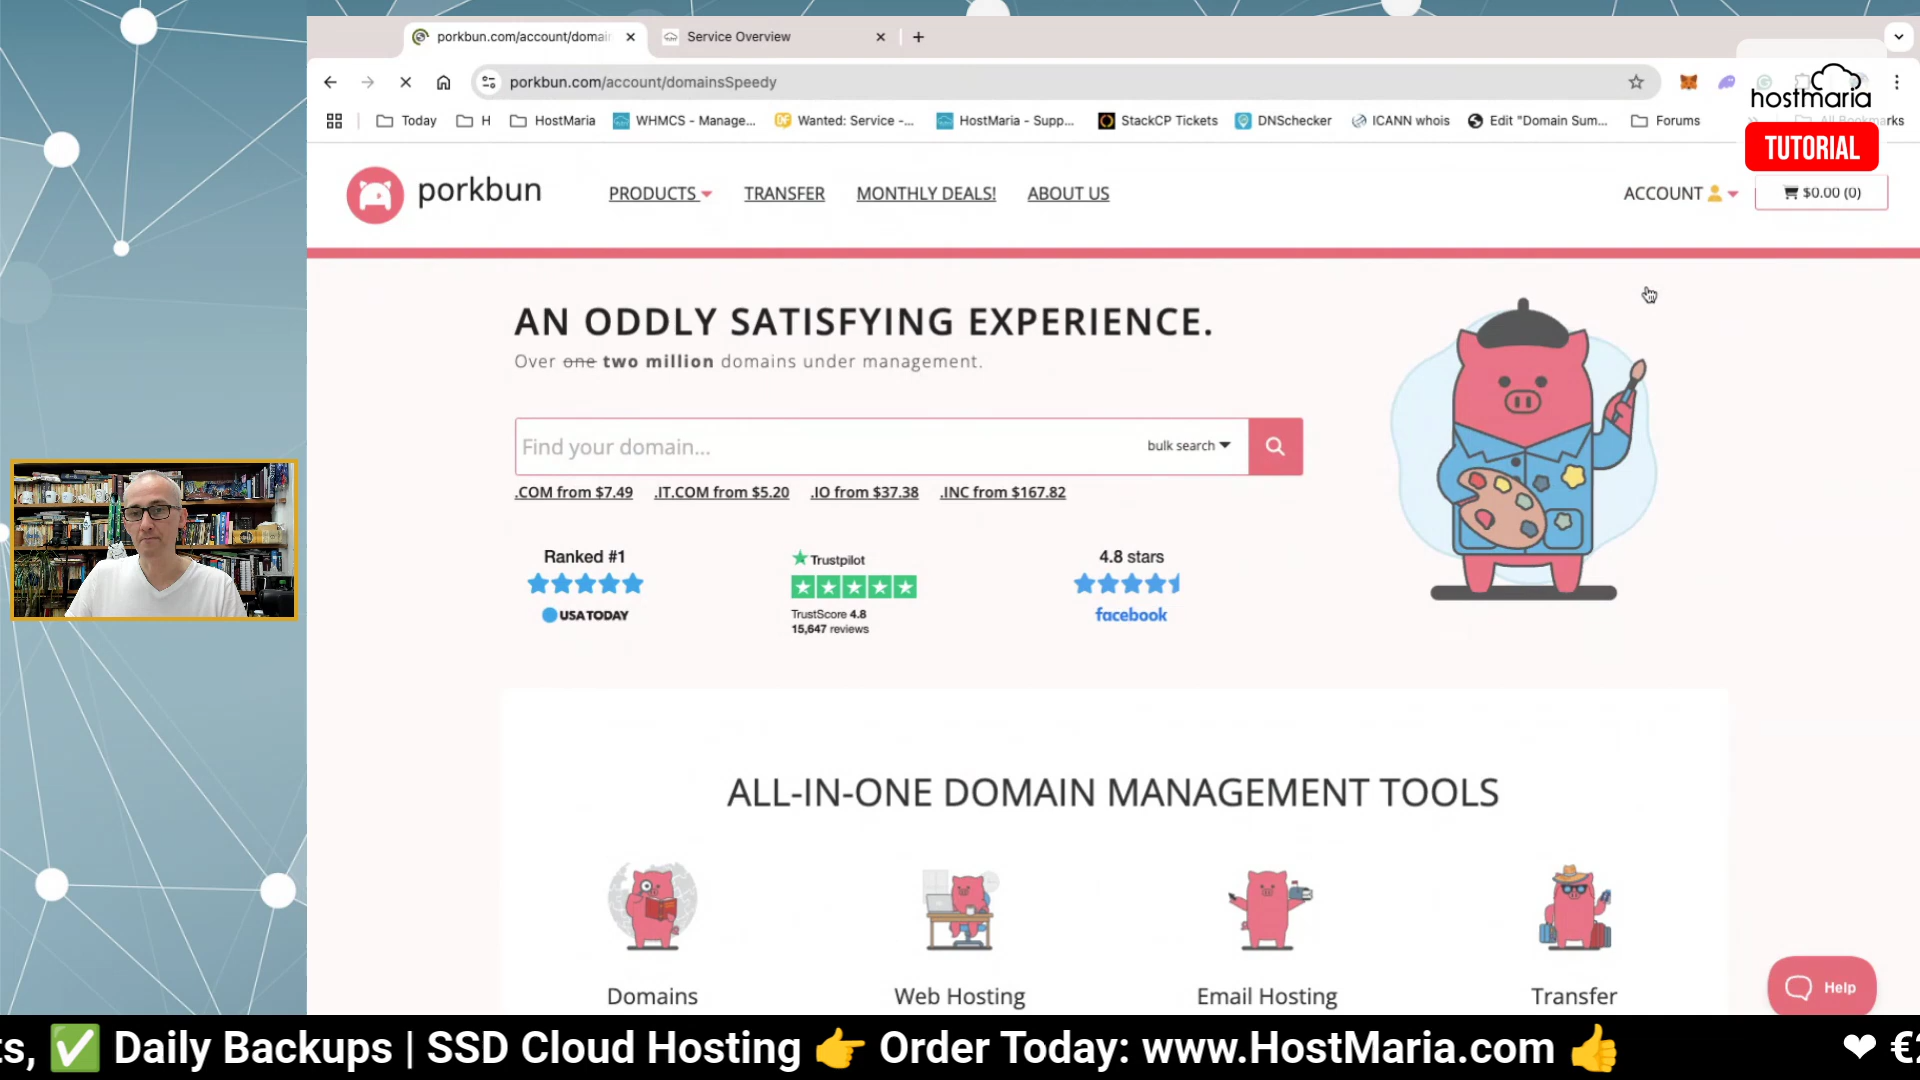 porkbun.com/account/domai
Service Overview
porkbun.com/account/domainsSpeedy
Today
H
HostMaria
WHMCS - Manage...
Wanted: Service -...
HostMaria - Supp...
StackCP Tickets
DNSchecker
ICANN whois
Edit "Domain Sum...
Forums
All Bookmarks
hostmaria
TUTORIAL
porkbun
PRODUCTS
TRANSFER
MONTHLY DEALS!
ABOUT US
ACCOUNT
$0.00 (0)
AN ODDLY SATISFYING EXPERIENCE.
Over one two million domains under management.
Find your domain...
bulk search
.COM from $7.49
.IT.COM from $5.20
.IO from $37.38
.INC from $167.82
Ranked #1
USA TODAY
Trustpilot
TrustScore 4.8
15,647 reviews
4.8 stars
facebook
ALL-IN-ONE DOMAIN MANAGEMENT TOOLS
Domains
Web Hosting
Email Hosting
Transfer
Help
ts, ✅ Daily Backups | SSD Cloud Hosting 👉 Order Today: www.HostMaria.com 👍 ❤ €